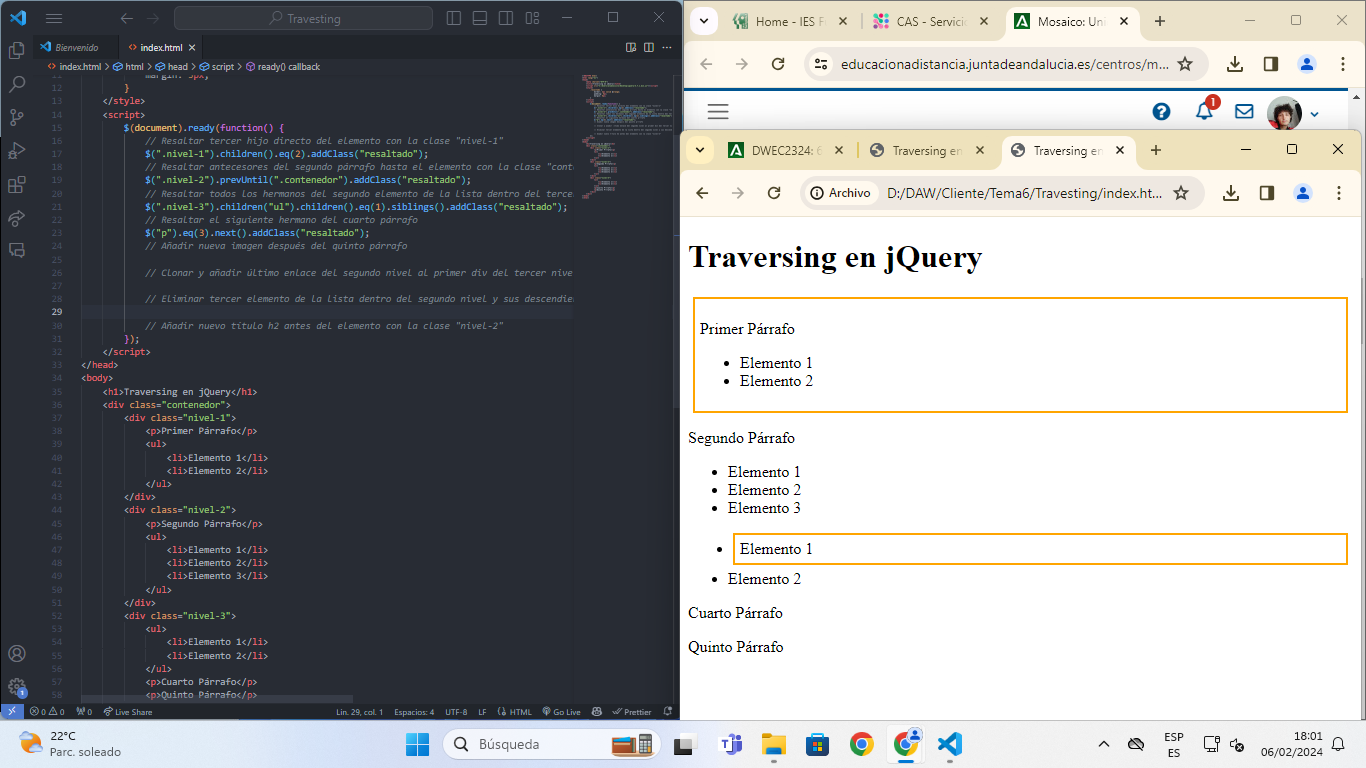 Travesting
Bienvenido
index.html
index.html > html > head > script > ready() callback
11 margin: 5px;
12 }
13 </style>
14 <script>
15 $(document).ready(function() {
16 // Resaltar tercer hijo directo del elemento con la clase "nivel-1"
17 $(".nivel-1").children().eq(2).addClass("resaltado");
18 // Resaltar antecesores del segundo párrafo hasta el elemento con la clase "cont
19 $(".nivel-2").prevUntil(".contenedor").addClass("resaltado");
20 // Resaltar todos los hermanos del segundo elemento de la lista dentro del terce
21 $(".nivel-3").children("ul").children().eq(1).siblings().addClass("resaltado");
22 // Resaltar el siguiente hermano del cuarto párrafo
23 $("p").eq(3).next().addClass("resaltado");
24 // Añadir nueva imagen después del quinto párrafo
25
26 // Clonar y añadir último enlace del segundo nivel al primer div del tercer nive
27
28 // Eliminar tercer elemento de la lista dentro del segundo nivel y sus descendie
29
30 // Añadir nuevo título h2 antes del elemento con la clase "nivel-2"
31 });
32 </script>
33 </head>
34 <body>
35 <h1>Traversing en jQuery</h1>
36 <div class="contenedor">
37 <div class="nivel-1">
38 <p>Primer Párrafo</p>
39 <ul>
40 <li>Elemento 1</li>
41 <li>Elemento 2</li>
42 </ul>
43 </div>
44 <div class="nivel-2">
45 <p>Segundo Párrafo</p>
46 <ul>
47 <li>Elemento 1</li>
48 <li>Elemento 2</li>
49 <li>Elemento 3</li>
50 </ul>
51 </div>
52 <div class="nivel-3">
53 <ul>
54 <li>Elemento 1</li>
55 <li>Elemento 2</li>
56 </ul>
57 <p>Cuarto Párrafo</p>
58 <p>Quinto Párrafo</p>
1
0 0 0 Live Share Lín. 29, col. 1 Espacios: 4 UTF-8 LF HTML Go Live Prettier
Home - IES F
CAS - Servicio
Mosaico: Uni
educacionadistancia.juntadeandalucia.es/centros/m...
1
DWEC2324: 6
Traversing en
Traversing en
Archivo D:/DAW/Cliente/Tema6/Travesting/index.ht...
Traversing en jQuery
Primer Párrafo
Elemento 1
Elemento 2
Segundo Párrafo
Elemento 1
Elemento 2
Elemento 3
Elemento 1
Elemento 2
Cuarto Párrafo
Quinto Párrafo
22°C
Parc. soleado
Búsqueda
ESP
ES
18:01
06/02/2024